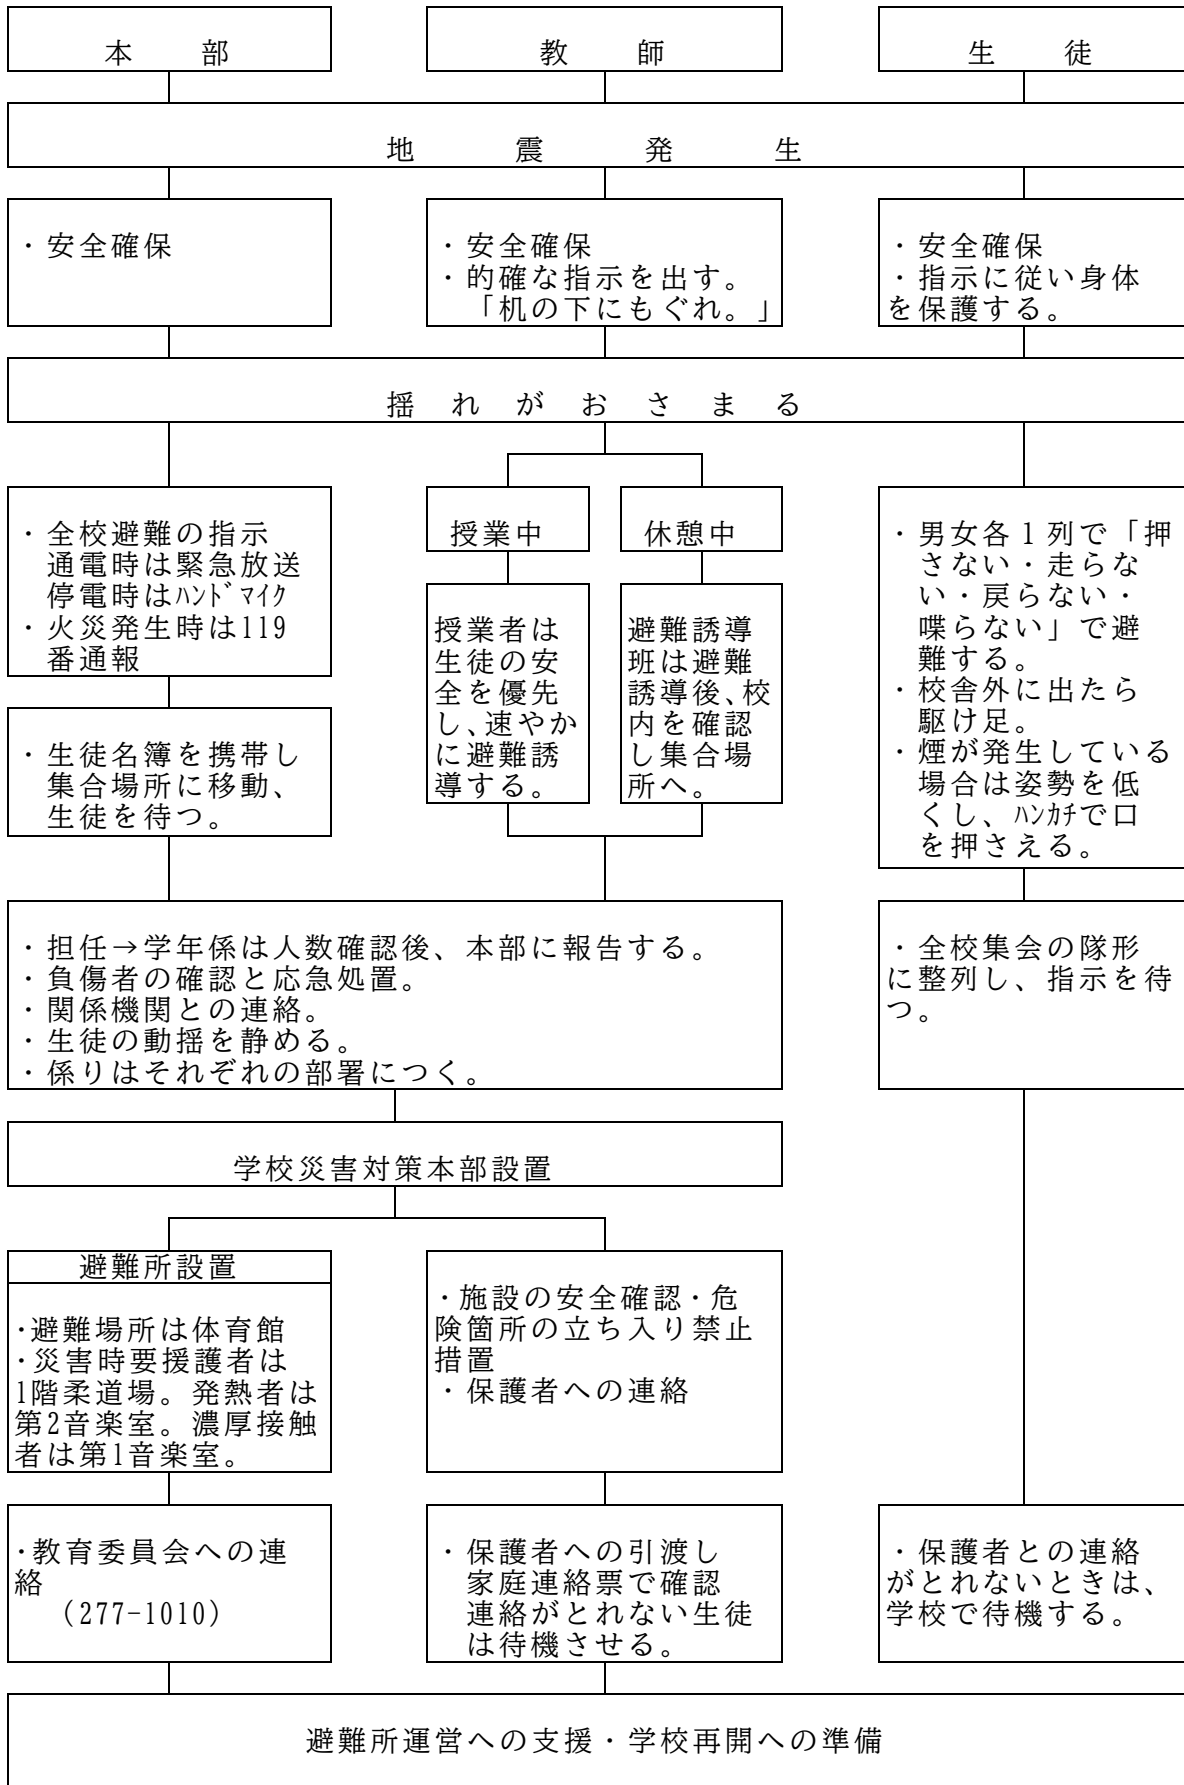 本　部
教　師
生　徒
地　震　発　生
・安全確保
・安全確保
・的確な指示を出す。
「机の下にもぐれ。」
・安全確保
・指示に従い身体
を保護する。
揺れがおさまる
・全校避難の指示
通電時は緊急放送
停電時はﾊﾝﾄﾞﾏｲｸ
・火災発生時は119
番通報
・生徒名簿を携帯し
集合場所に移動、
生徒を待つ。
授業中
授業者は
生徒の安
全を優先
し、速やか
に避難誘
導する。
休憩中
避難誘導
班は避難
誘導後、校
内を確認
し集合場
所へ。
・男女各１列で「押
さない・走らな
い・戻らない・
喋らない」で避
難する。
・校舎外に出たら
駆け足。
・煙が発生している
場合は姿勢を低
くし、ﾊﾝｶﾁで口
を押さえる。
・担任→学年係は人数確認後、本部に報告する。
・負傷者の確認と応急処置。
・関係機関との連絡。
・生徒の動揺を静める。
・係りはそれぞれの部署につく。
・全校集会の隊形
に整列し、指示を待
つ。
学校災害対策本部設置
避難所設置
・避難場所は体育館
・災害時要援護者は
1階柔道場。発熱者は
第2音楽室。濃厚接触
者は第1音楽室。
・施設の安全確認・危
険箇所の立ち入り禁止
措置
・保護者への連絡
・教育委員会への連
絡
（277-1010）
・保護者への引渡し
家庭連絡票で確認
連絡がとれない生徒
は待機させる。
・保護者との連絡
がとれないときは、
学校で待機する。
避難所運営への支援・学校再開への準備